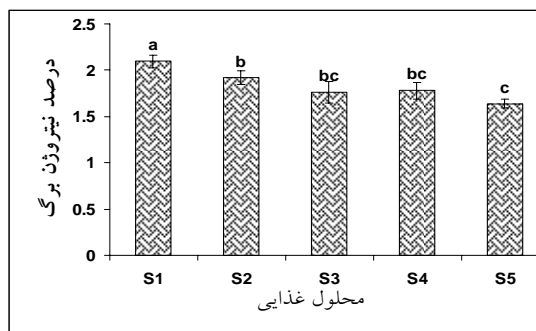 درصد نیتروژن برگ
2.5
2
1.5
1
0.5
0
a
b
bc
bc
c
S1 S2 S3 S4 S5
محلول غذایی